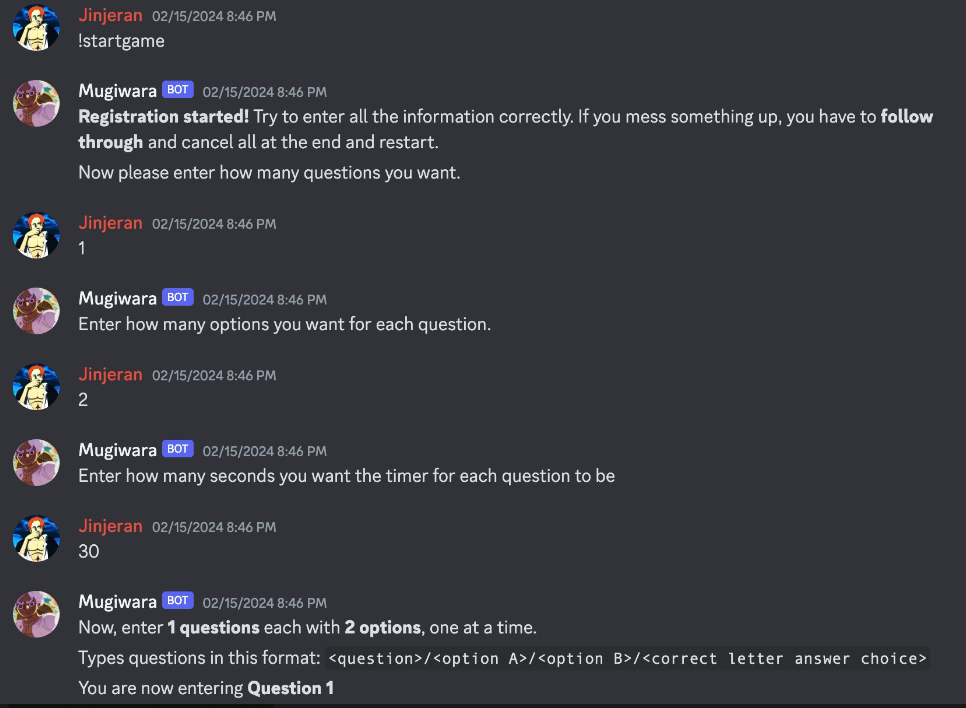 Jinjeran 02/15/2024 8:46 PM
!startgame
Mugiwara BOT 02/15/2024 8:46 PM
Registration started! Try to enter all the information correctly. If you mess something up, you have to follow
through and cancel all at the end and restart.
Now please enter how many questions you want.
Jinjeran 02/15/2024 8:46 PM
1
Mugiwara BOT 02/15/2024 8:46 PM
Enter how many options you want for each question.
Jinjeran 02/15/2024 8:46 PM
2
Mugiwara BOT 02/15/2024 8:46 PM
Enter how many seconds you want the timer for each question to be
Jinjeran 02/15/2024 8:46 PM
30
Mugiwara BOT 02/15/2024 8:46 PM
Now, enter 1 questions each with 2 options, one at a time.
Types questions in this format: <question>/<option A>/<option B>/<correct letter answer choice>
You are now entering Question 1